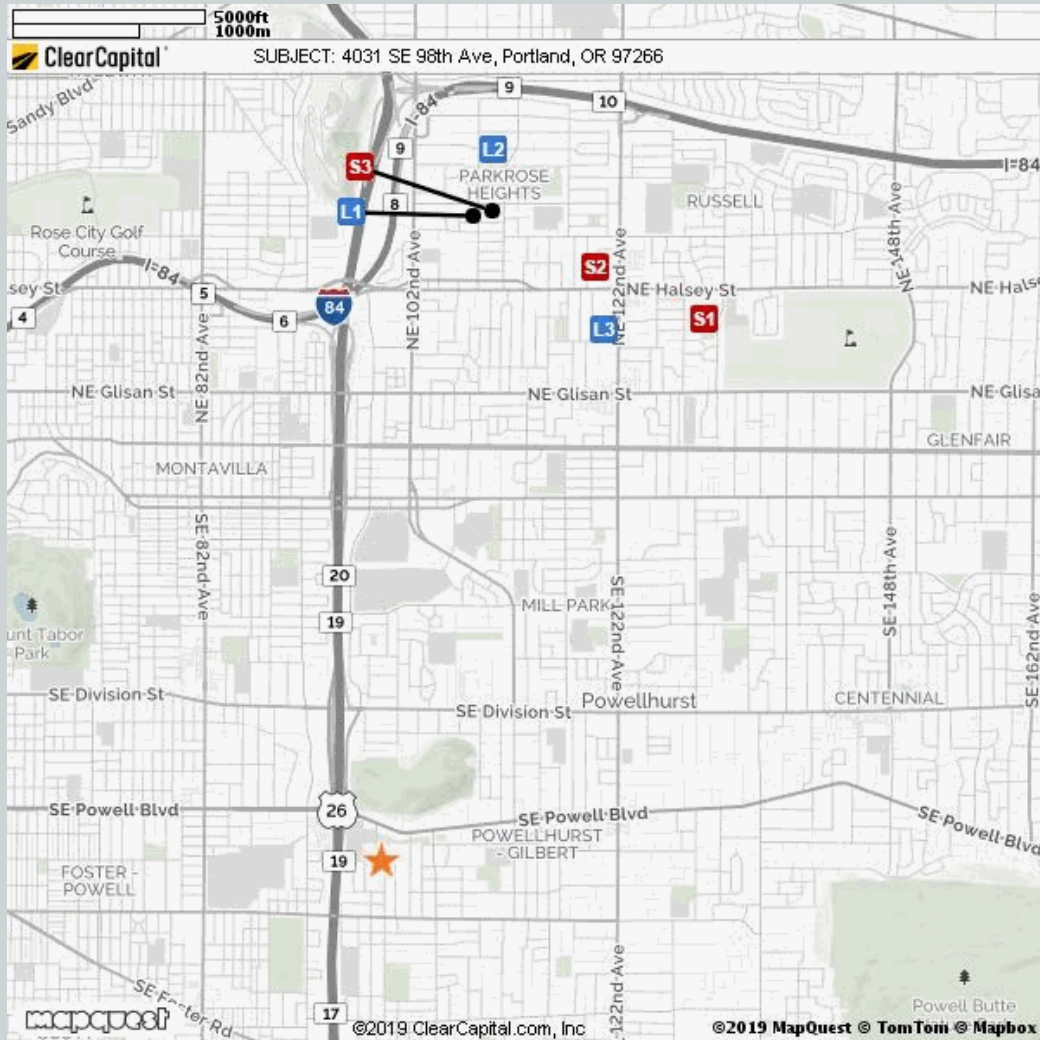 5000ft
1000m
ClearCapital
SUBJECT: 4031 SE 98th Ave, Portland, OR 97266
Sandy Blvd
I-84
9
10
9
L2
I=84
S3
PARKROSE
HEIGHTS
RUSSELL
L1
8
Rose City Golf
Course
NE 102nd Ave
NE 122nd Ave
NE-148th Ave
I-84
S2
sey St
5
NE Halsey St
NE Hals
4
6
84
L3
S1
NE 82nd Ave
NE Glisan St
NE Glisan St
NE Glisa
GLENFAIR
MONTAVILLA
SE 82nd Ave
20
SE-148th Ave
19
MILL PARK
SE-122nd Ave
unt Tabor
Park
SE-162nd Ave
SE Division St
SE Division St
Powellhurst
CENTENNIAL
SE Powell Blvd
26
SE Powell Blvd
SE Powell Blvd
POWELLHURST
- GILBERT
19
FOSTER -
POWELL
-122nd Ave
SE Foster Rd
17
Powell Butte
mapquest
©2019 ClearCapital.com, Inc
©2019 MapQuest © TomTom © Mapbox